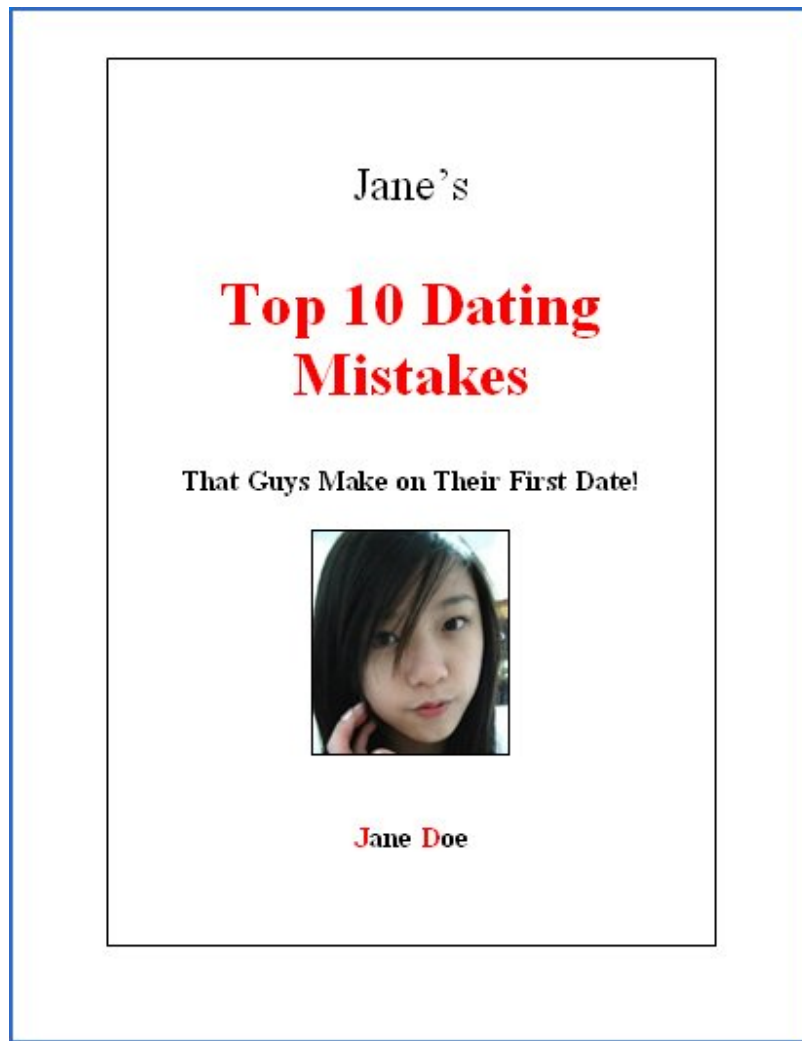 Jane’s
Top 10 Dating
Mistakes
That Guys Make on Their First Date!
Jane Doe